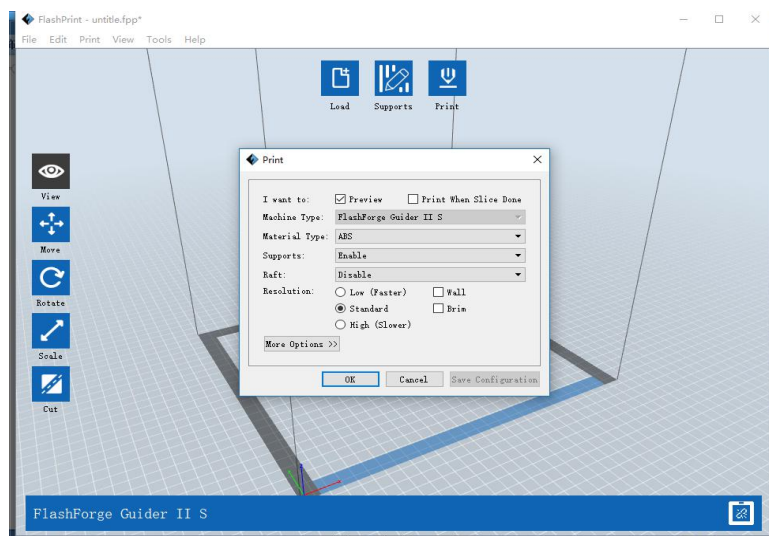 FlashPrint - untitle.fpp*
File Edit Print View Tools Help
Load Supports Print
View
Move
Rotate
Scale
Cut
Print
I want to: Preview Print When Slice Done
Machine Type: FlashForge Guider II S
Material Type: ABS
Supports: Enable
Raft: Disable
Resolution: Low (Faster) Wall
Standard Brim
High (Slower)
More Options >>
OK Cancel Save Configuration
FlashForge Guider II S